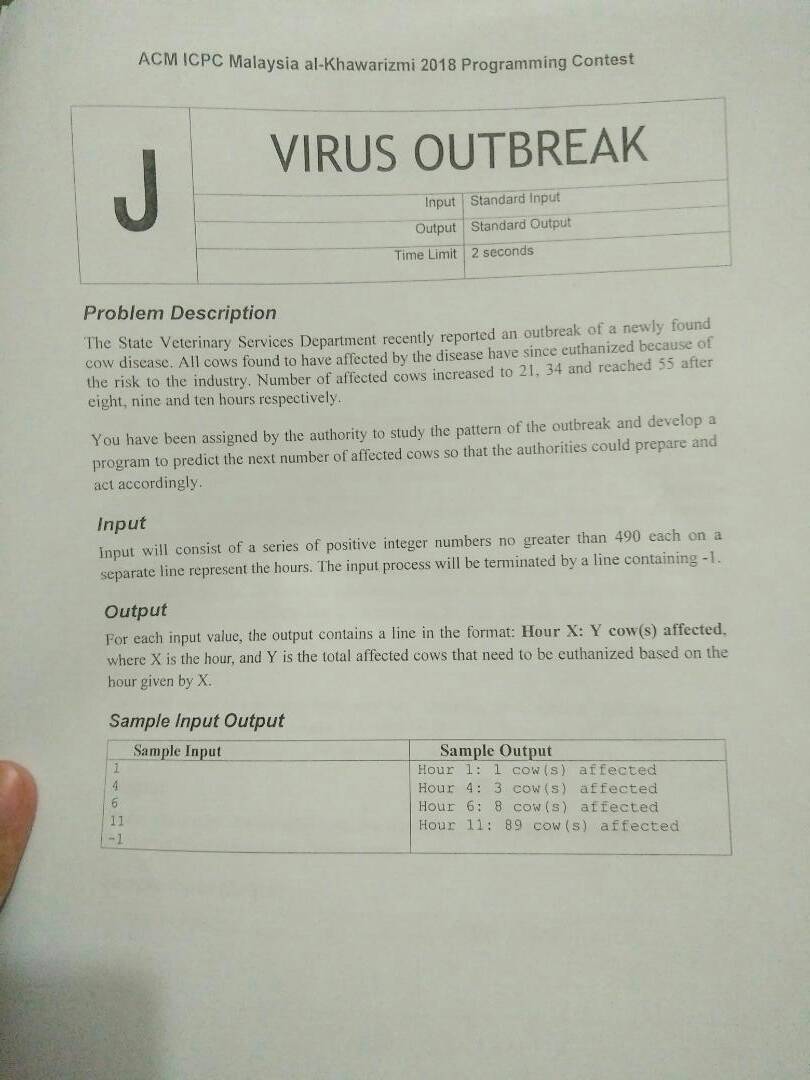 ACM ICPC Malaysia al-Khawarizmi 2018 Programming Contest
J
VIRUS OUTBREAK
Input Standard Input
Output Standard Output
Time Limit 2 seconds
Problem Description
The State Veterinary Services Department recently reported an outbreak of a newly found
cow disease. All cows found to have affected by the disease have since euthanized because of
the risk to the industry. Number of affected cows increased to 21, 34 and reached 55 after
eight, nine and ten hours respectively.
You have been assigned by the authority to study the pattern of the outbreak and develop a
program to predict the next number of affected cows so that the authorities could prepare and
act accordingly.
Input
Input will consist of a series of positive integer numbers no greater than 490 each on a
separate line represent the hours. The input process will be terminated by a line containing -1.
Output
For each input value, the output contains a line in the format: Hour X: Y cow(s) affected,
where X is the hour, and Y is the total affected cows that need to be euthanized based on the
hour given by X.
Sample Input Output
Sample Input Sample Output
1 Hour 1: 1 cow(s) affected
4 Hour 4: 3 cow(s) affected
6 Hour 6: 8 cow(s) affected
11 Hour 11: 89 cow(s) affected
-1